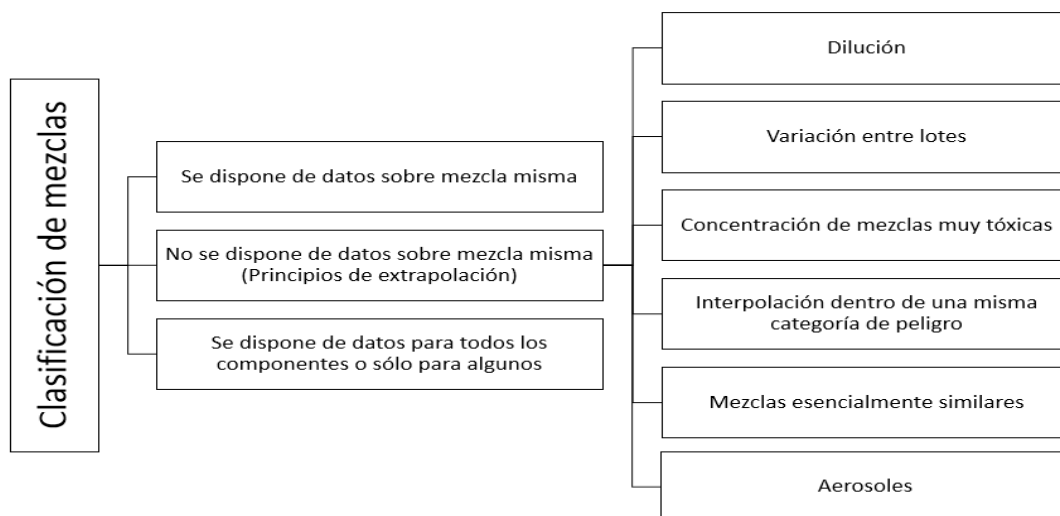 Clasificación de mezclas
Se dispone de datos sobre mezcla misma
No se dispone de datos sobre mezcla misma
(Principios de extrapolación)
Se dispone de datos para todos los
componentes o sólo para algunos
Dilución
Variación entre lotes
Concentración de mezclas muy tóxicas
Interpolación dentro de una misma
categoría de peligro
Mezclas esencialmente similares
Aerosoles